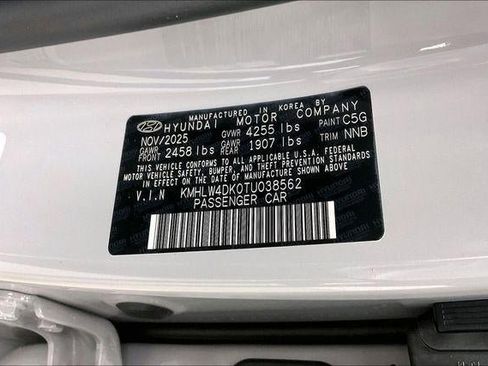 MANUFACTURED IN KOREA BY
HYUNDAI MOTOR COMPANY
NOV/2025 GVWR 4255 lbs PAINT C5G
GAWR FRONT 2458 lbs GAWR REAR 1907 lbs TRIM NNB
THIS VEHICLE CONFORMS TO ALL APPLICABLE U.S. FEDERAL
MOTOR VEHICLE SAFETY, BUMPER, AND THEFT PREVENTION
STANDARDS IN EFFECT ON THE DATE OF MANUFACTURE SHOWN ABOVE
V.I.N KMHLW4DK0TU038562
PASSENGER CAR